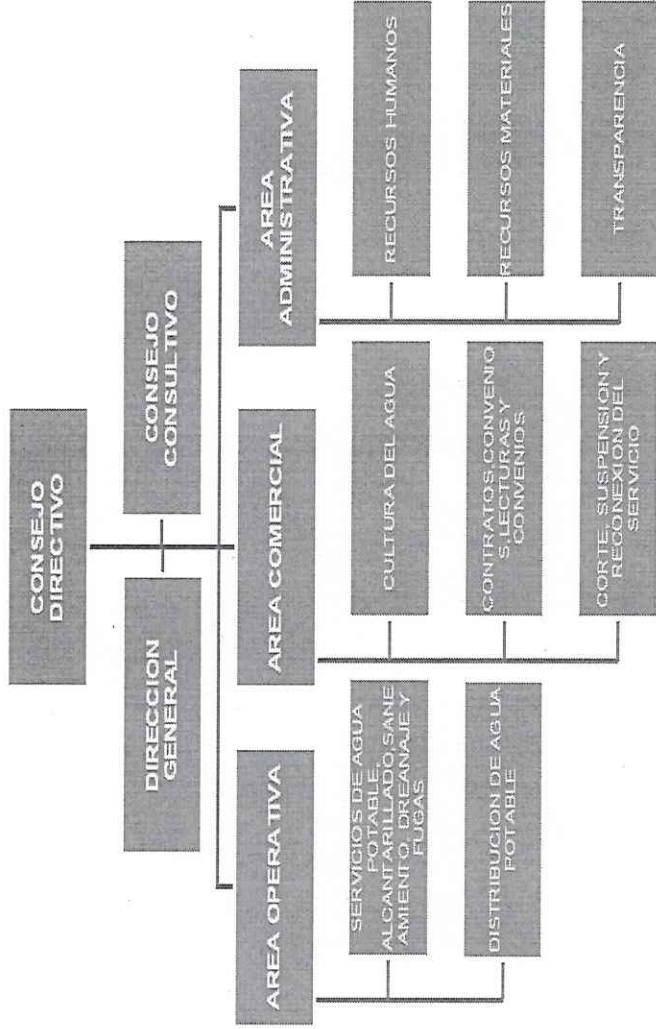 CONSEJO
DIRECTIVO
DIRECCION
GENERAL
CONSEJO
CONSULTIVO
AREA OPERATIVA
AREA COMERCIAL
AREA
ADMINISTRATIVA
SERVICIOS DE AGUA
POTABLE,
ALCANTARILLADO,SANE
AMIENTO, DREANAJE Y
FUGAS
DISTRIBUCION DE AGUA
POTABLE
CULTURA DEL AGUA
CONTRATOS,CONVENIO
S,LECTURAS Y
CONVENIOS
CORTE, SUSPENSION Y
RECONEXION DEL
SERVICIO
RECURSOS HUMANOS
RECURSOS MATERIALES
TRANSPARENCIA